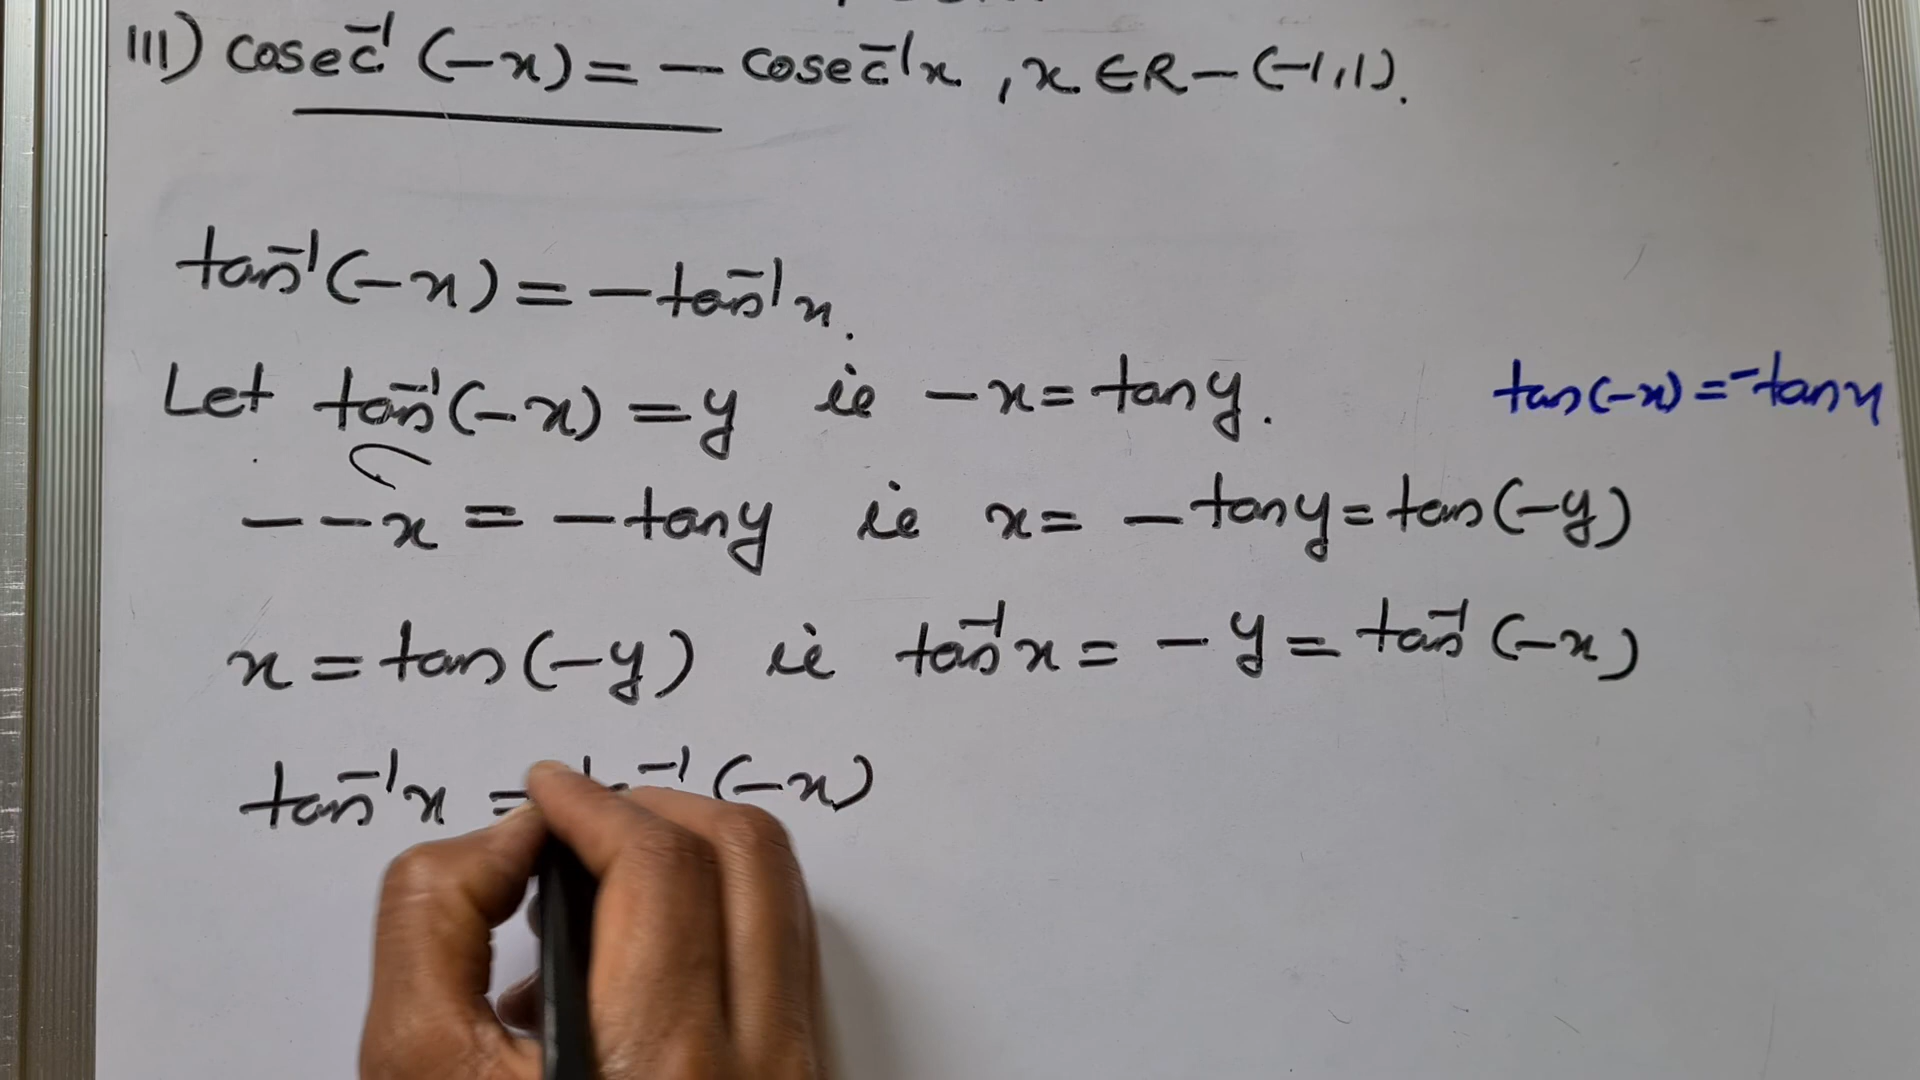 III) cosec⁻¹(-x) = - cosec⁻¹x , x ∈ R - (-1,1).
tan⁻¹(-x) = - tan⁻¹x.
Let tan⁻¹(-x) = y ie -x = tan y.
tan(-x) = -tan x
- -x = - tan y ie x = - tan y = tan(-y)
x = tan(-y) ie tan⁻¹x = - y = tan⁻¹(-x)
tan⁻¹x = (-x)